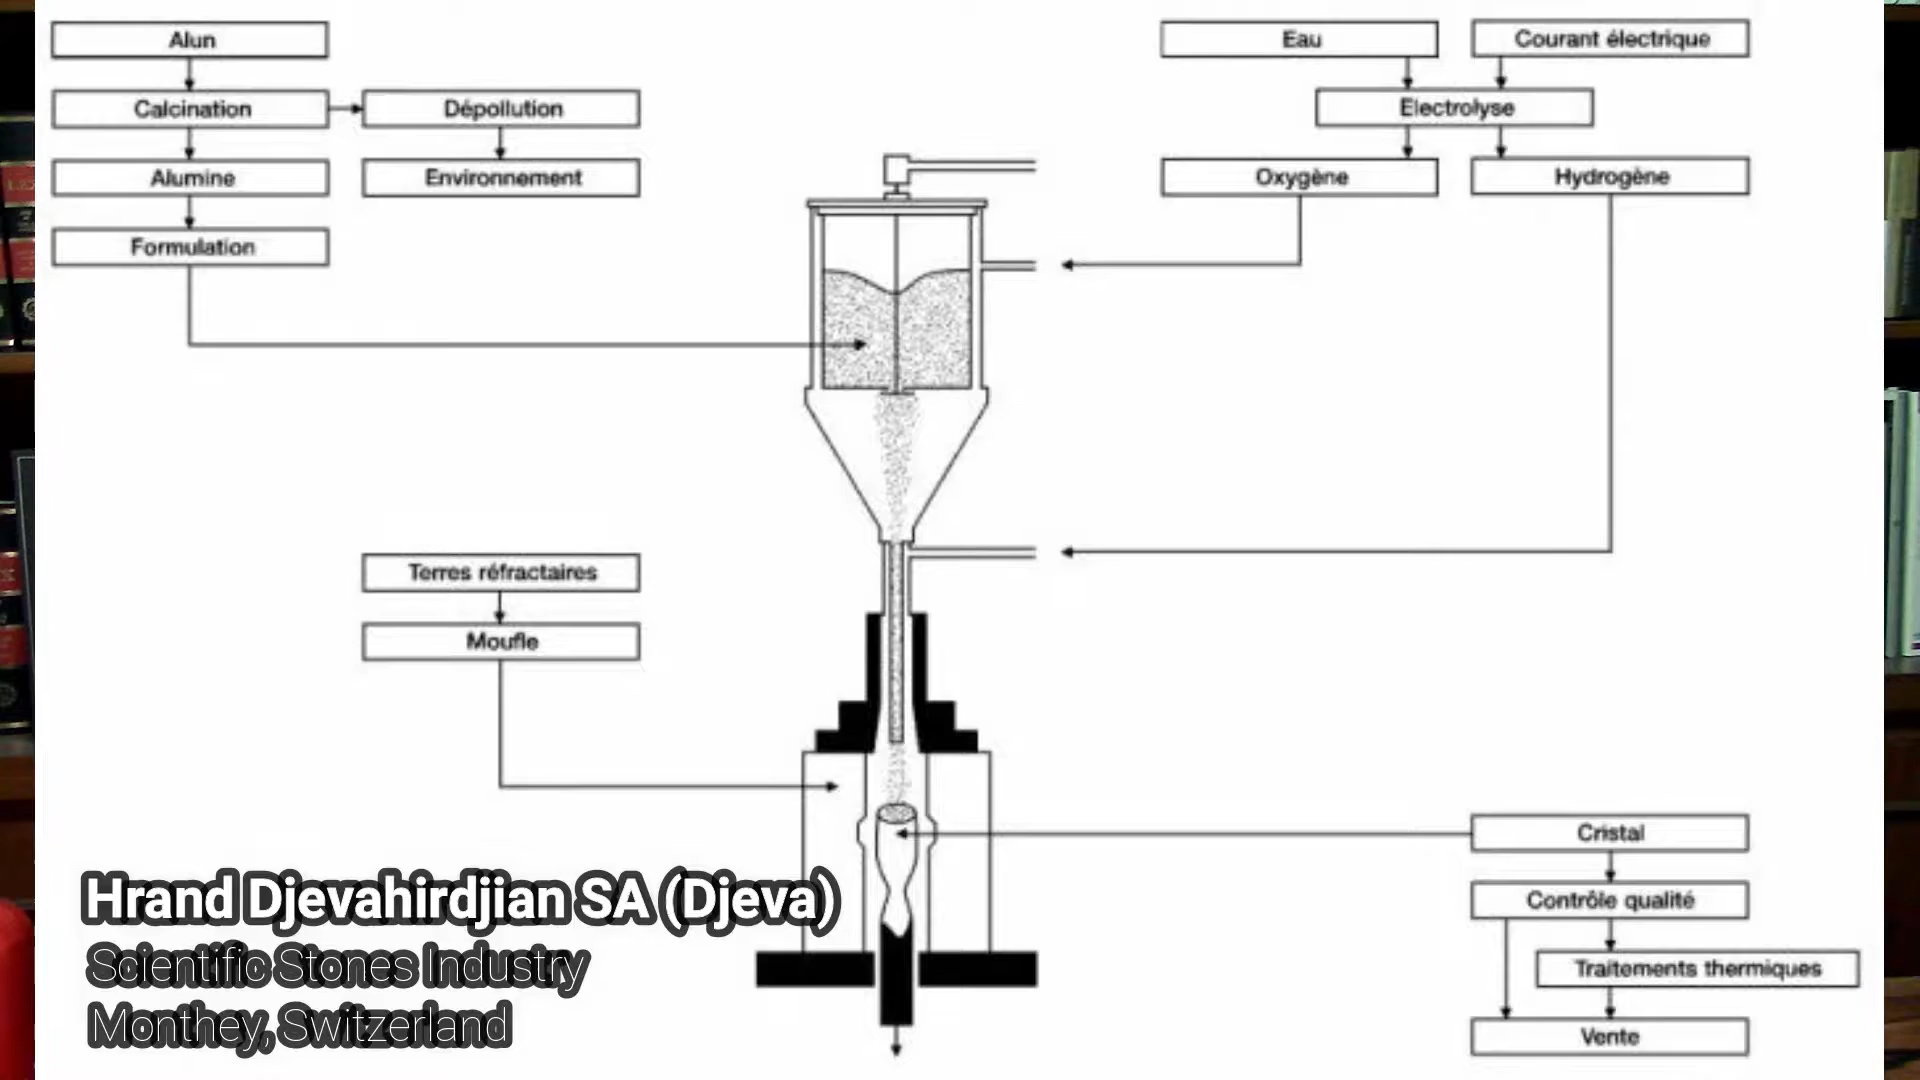 Alun
Calcination
Dépollution
Alumine
Environnement
Formulation
Eau
Courant électrique
Electrolyse
Oxygène
Hydrogène
Terres réfractaires
Moufle
Cristal
Contrôle qualité
Traitements thermiques
Vente
Hrand Djevahirdjian SA (Djeva)
Scientific Stones Industry
Monthey, Switzerland